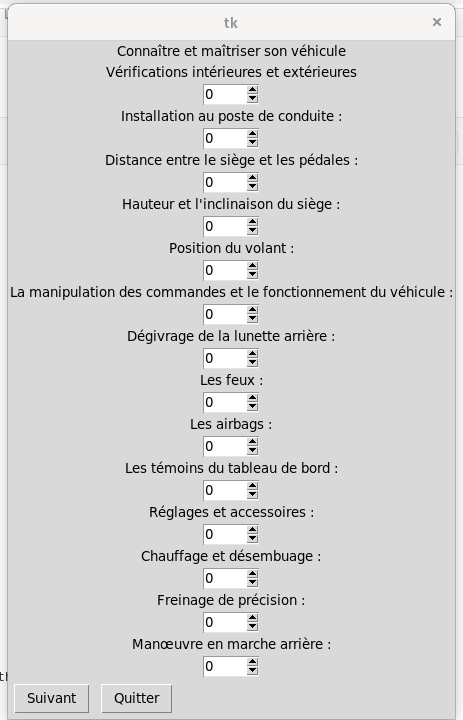 tk
Connaître et maîtriser son véhicule
Vérifications intérieures et extérieures
0
Installation au poste de conduite :
0
Distance entre le siège et les pédales :
0
Hauteur et l'inclinaison du siège :
0
Position du volant :
0
La manipulation des commandes et le fonctionnement du véhicule :
0
Dégivrage de la lunette arrière :
0
Les feux :
0
Les airbags :
0
Les témoins du tableau de bord :
0
Réglages et accessoires :
0
Chauffage et désembuage :
0
Freinage de précision :
0
Manœuvre en marche arrière :
0
Suivant Quitter